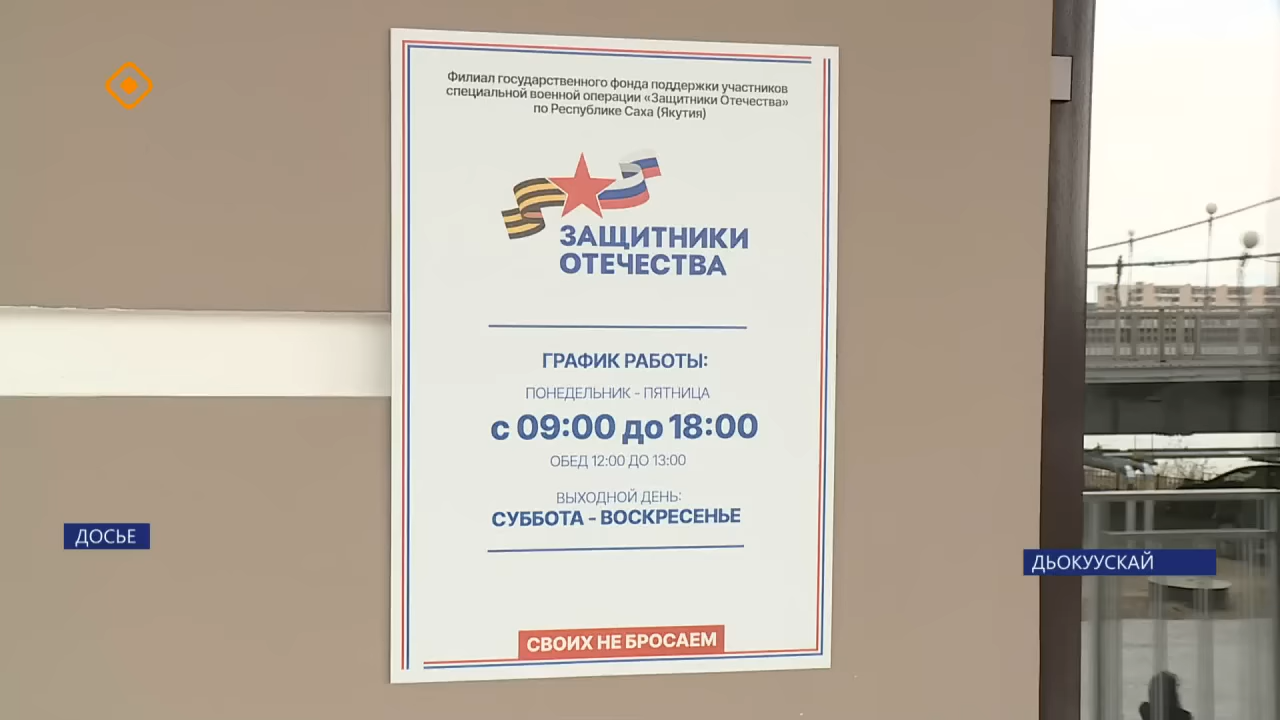 Филиал государственного фонда поддержки участников
специальной военной операции «Защитники Отечества»
по Республике Саха (Якутия)
ЗАЩИТНИКИ
ОТЕЧЕСТВА
ГРАФИК РАБОТЫ:
ПОНЕДЕЛЬНИК - ПЯТНИЦА
с 09:00 до 18:00
ОБЕД 12:00 ДО 13:00
ВЫХОДНОЙ ДЕНЬ:
СУББОТА - ВОСКРЕСЕНЬЕ
СВОИХ НЕ БРОСАЕМ
ДОСЬЕ
ДЬОКУУСКАЙ